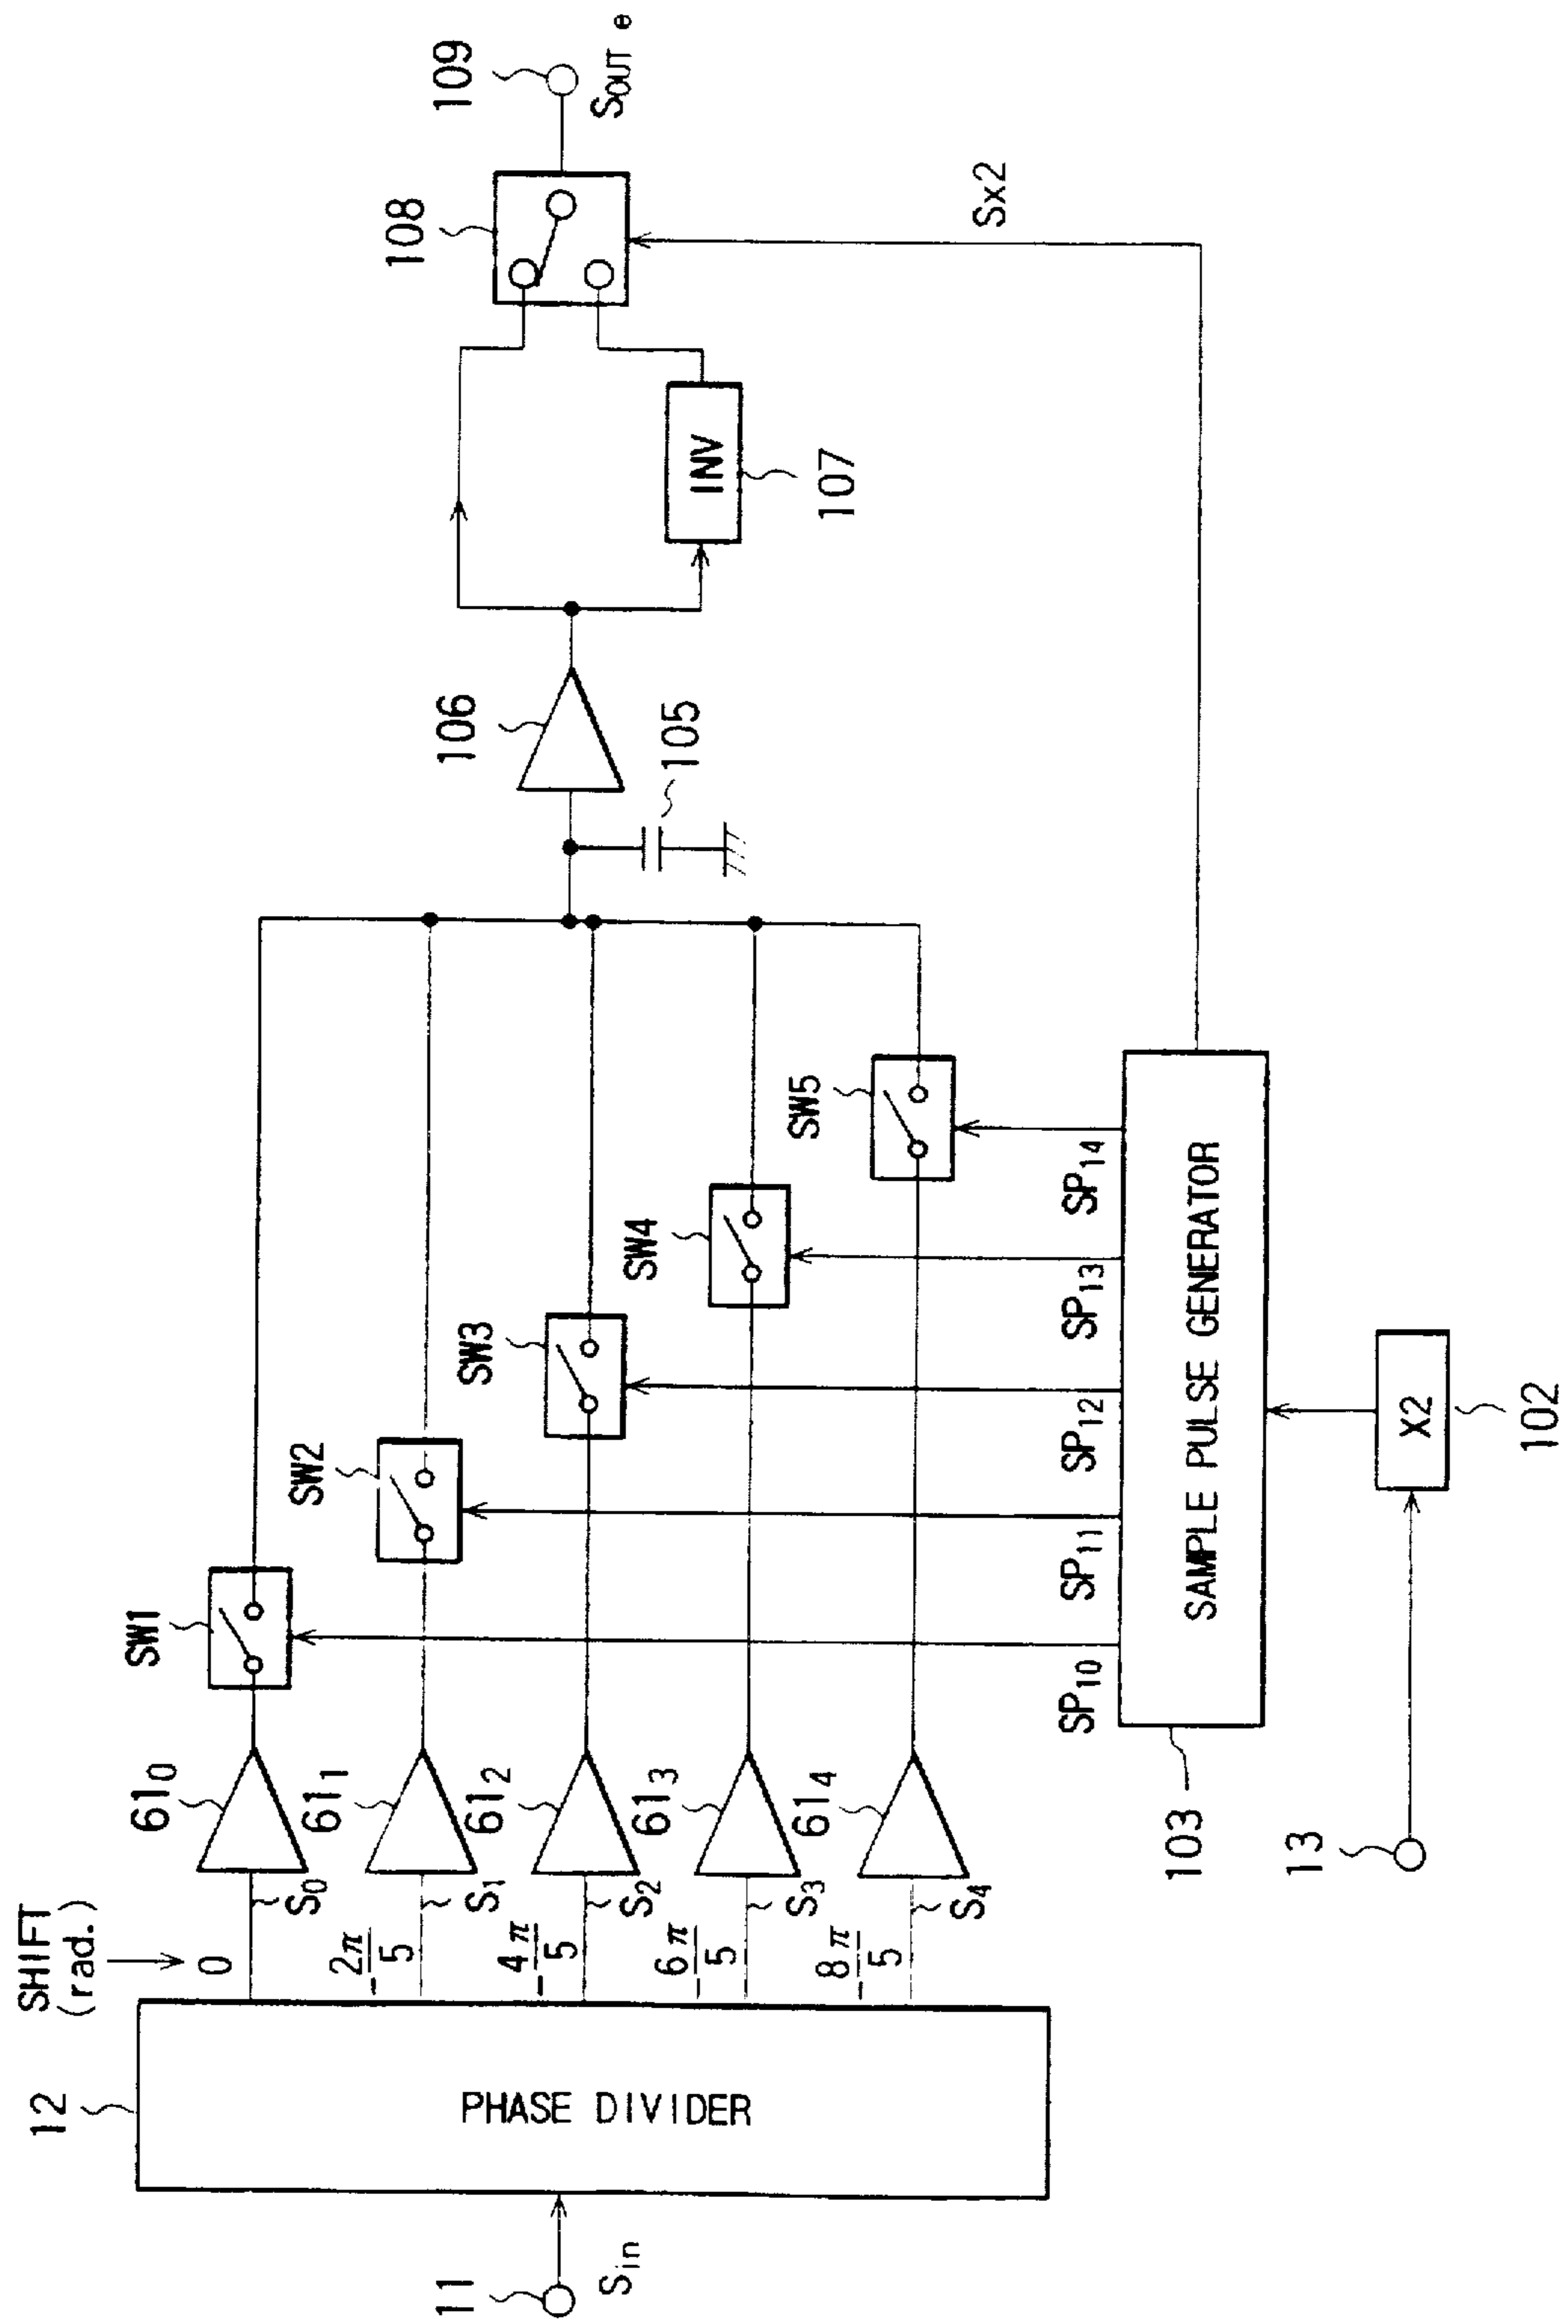 SHIFT
(rad.)
0
12
PHASE DIVIDER
11
Sin
61₀
S₀
-2π/5
61₁
S₁
-4π/5
61₂
S₂
-6π/5
61₃
S₃
-8π/5
61₄
S₄
SW1
SW2
SW3
SW4
SW5
SP₁₀
SP₁₁
SP₁₂
SP₁₃
SP₁₄
SAMPLE PULSE GENERATOR
103
13
X2
102
105
106
INV
107
108
109
SOUT e
Sx2